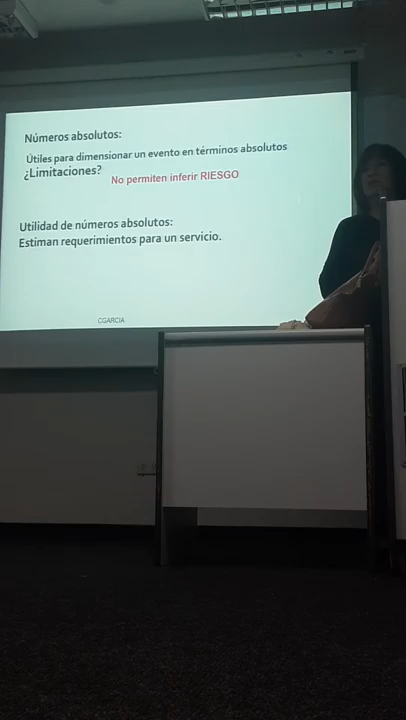 Números absolutos:
Útiles para dimensionar un evento en términos absolutos
¿Limitaciones?
No permiten inferir RIESGO
Utilidad de números absolutos:
Estiman requerimientos para un servicio.
CGARCIA